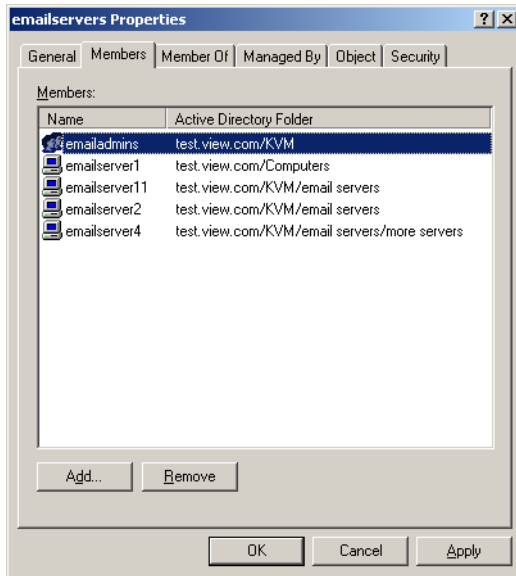 emailservers Properties
General Members Member Of Managed By Object Security
Members:
Name Active Directory Folder
emailadmins test.view.com/KVM
emailserver1 test.view.com/Computers
emailserver11 test.view.com/KVM/email servers
emailserver2 test.view.com/KVM/email servers
emailserver4 test.view.com/KVM/email servers/more servers
Add... Remove
OK Cancel Apply